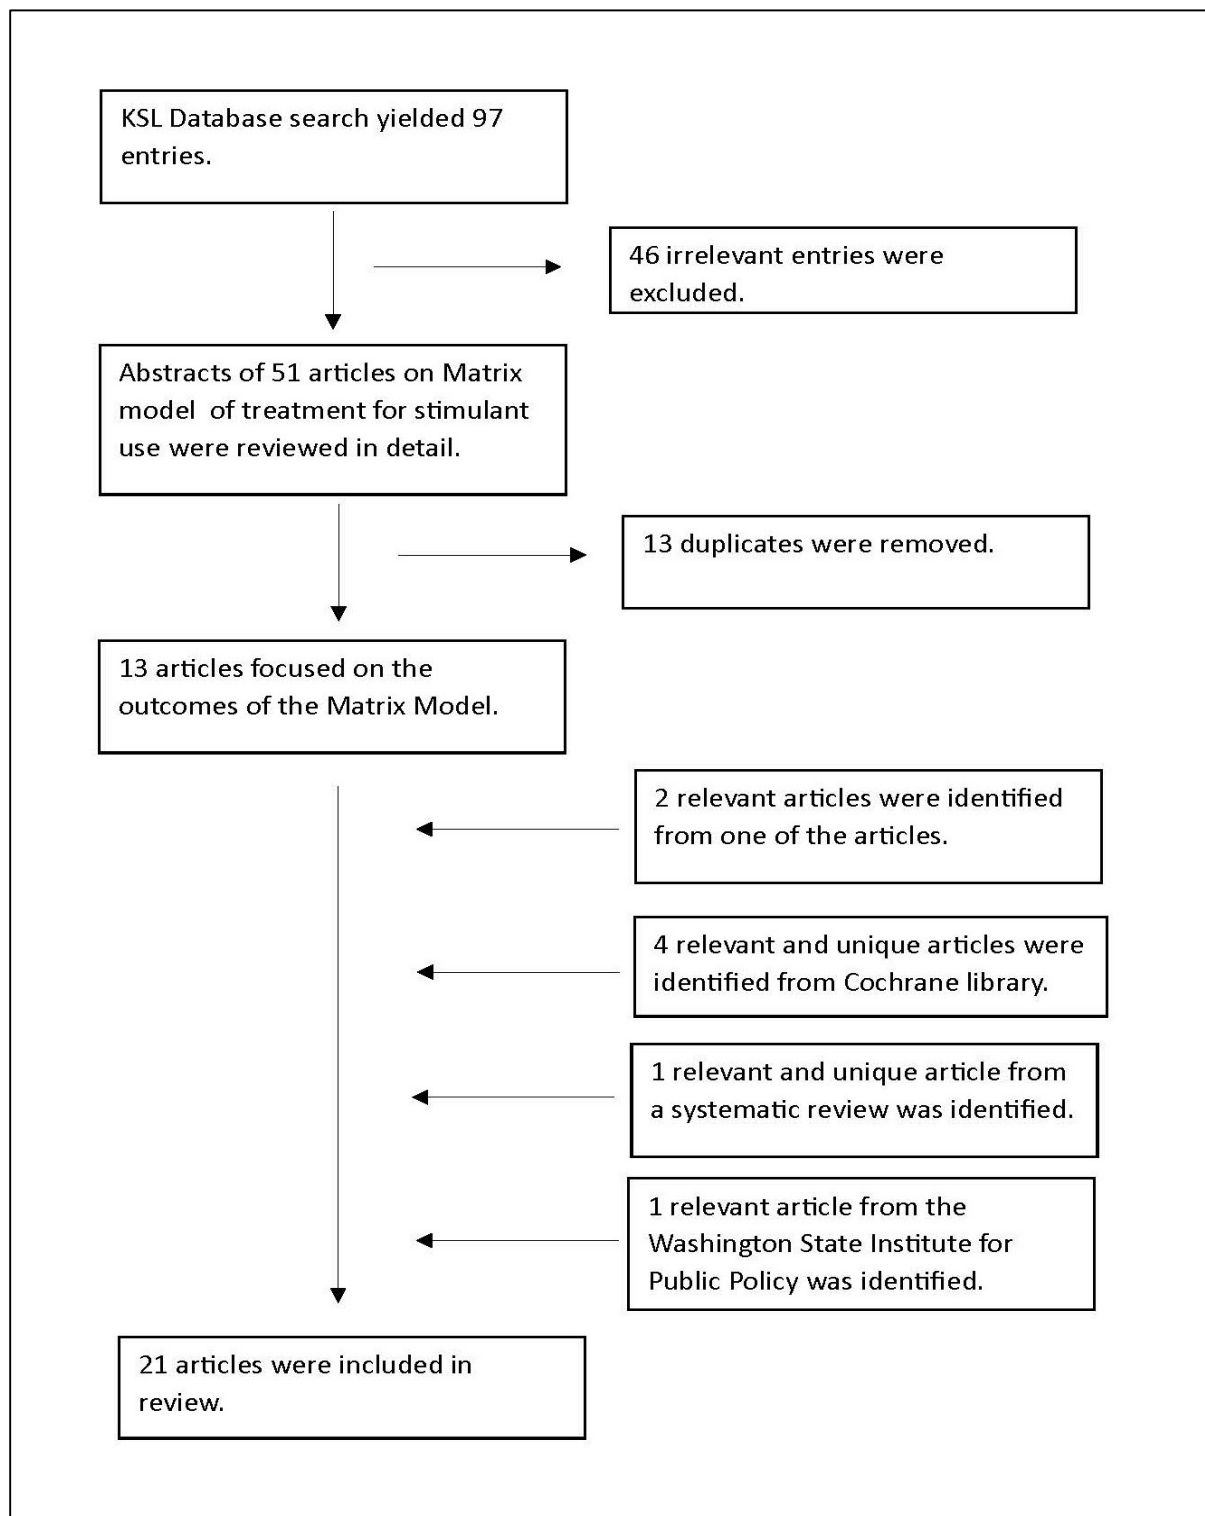 KSL Database search yielded 97
entries.
46 irrelevant entries were
excluded.
Abstracts of 51 articles on Matrix
model  of treatment for stimulant
use were reviewed in detail.
13 duplicates were removed.
13 articles focused on the
outcomes of the Matrix Model.
2 relevant articles were identified
from one of the articles.
4 relevant and unique articles were
identified from Cochrane library.
1 relevant and unique article from
a systematic review was identified.
1 relevant article from the
Washington State Institute for
Public Policy was identified.
21 articles were included in
review.